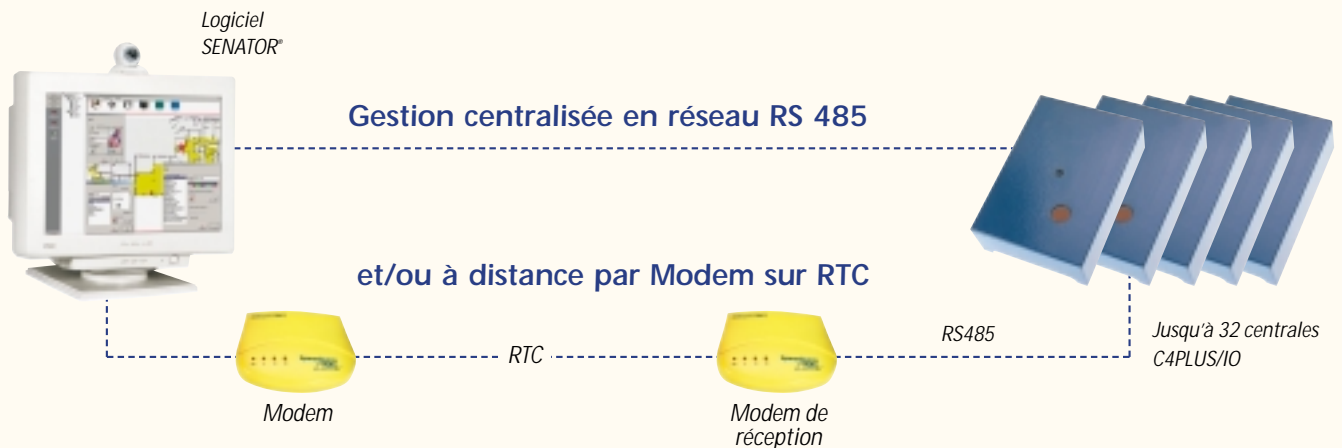 Logiciel
SENATOR®
Gestion centralisée en réseau RS 485
et/ou à distance par Modem sur RTC
RTC
RS485
Jusqu'à 32 centrales
C4PLUS/IO
Modem
Modem de
réception